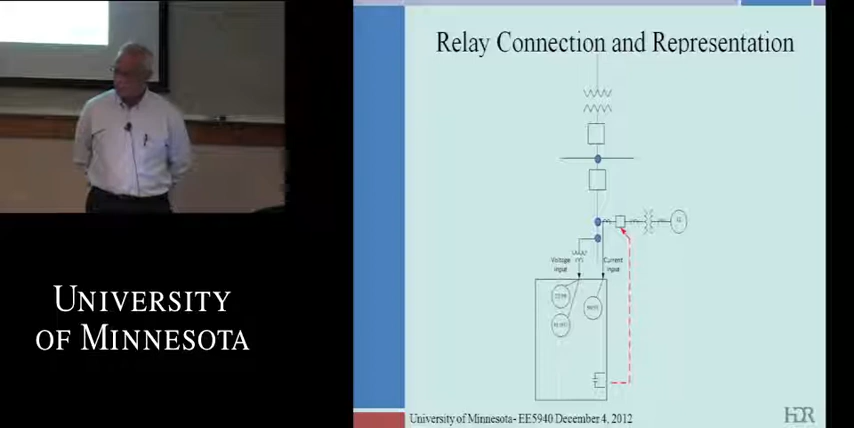 Relay Connection and Representation
Voltage
Input
Current
Input
UNIVERSITY
OF MINNESOTA
University of Minnesota- EE5940 December 4, 2012
HDR